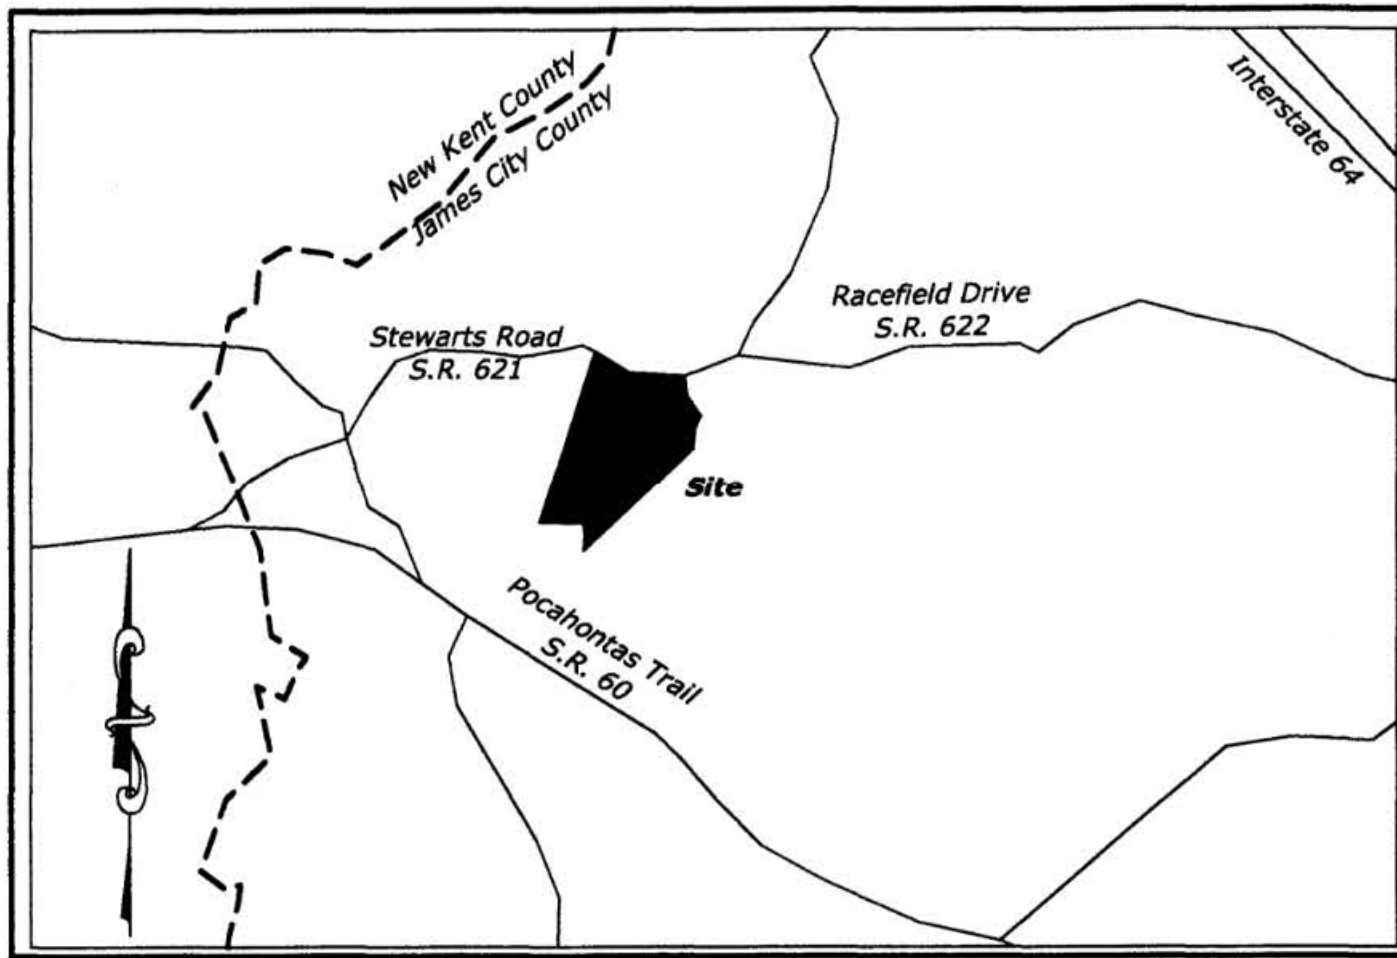 New Kent County
James City County
Interstate 64
Racefield Drive
S.R. 622
Stewarts Road
S.R. 621
Site
Pocahontas Trail
S.R. 60